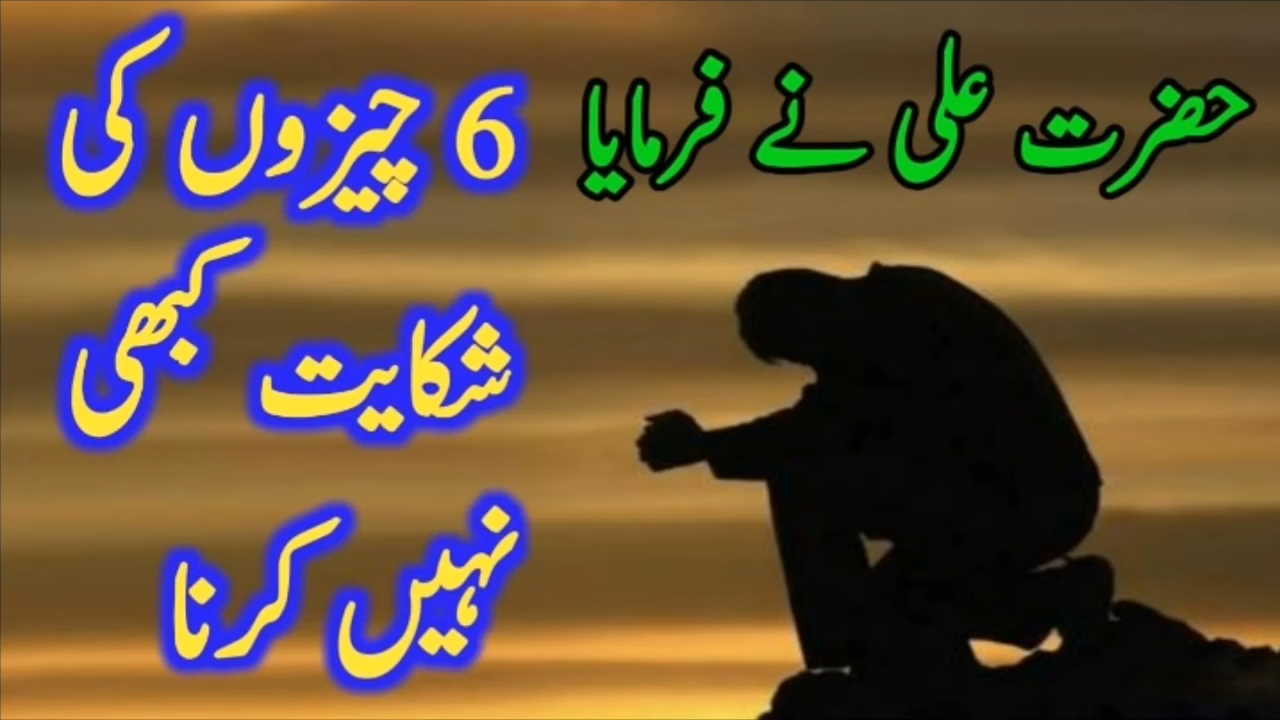 حضرت علی نے فرمایا 6 چیزوں کی
شکایت کبھی
نہیں کرنا